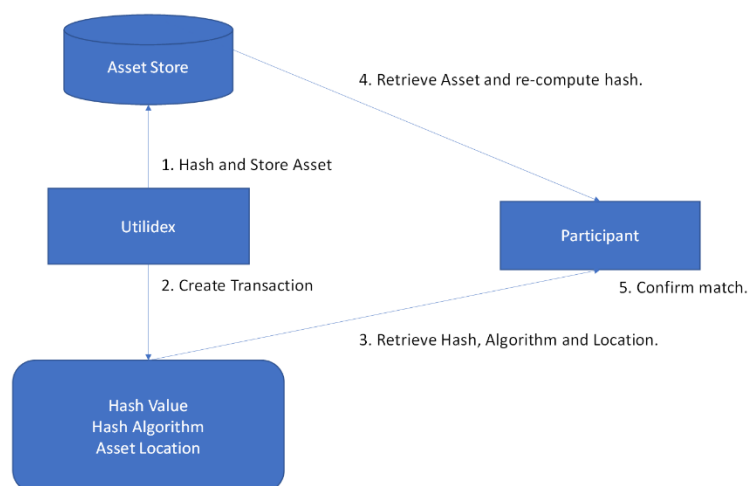 Asset Store
4. Retrieve Asset and re-compute hash.
1. Hash and Store Asset
Utilidex
Participant
2. Create Transaction
5. Confirm match.
3. Retrieve Hash, Algorithm and Location.
Hash Value
Hash Algorithm
Asset Location